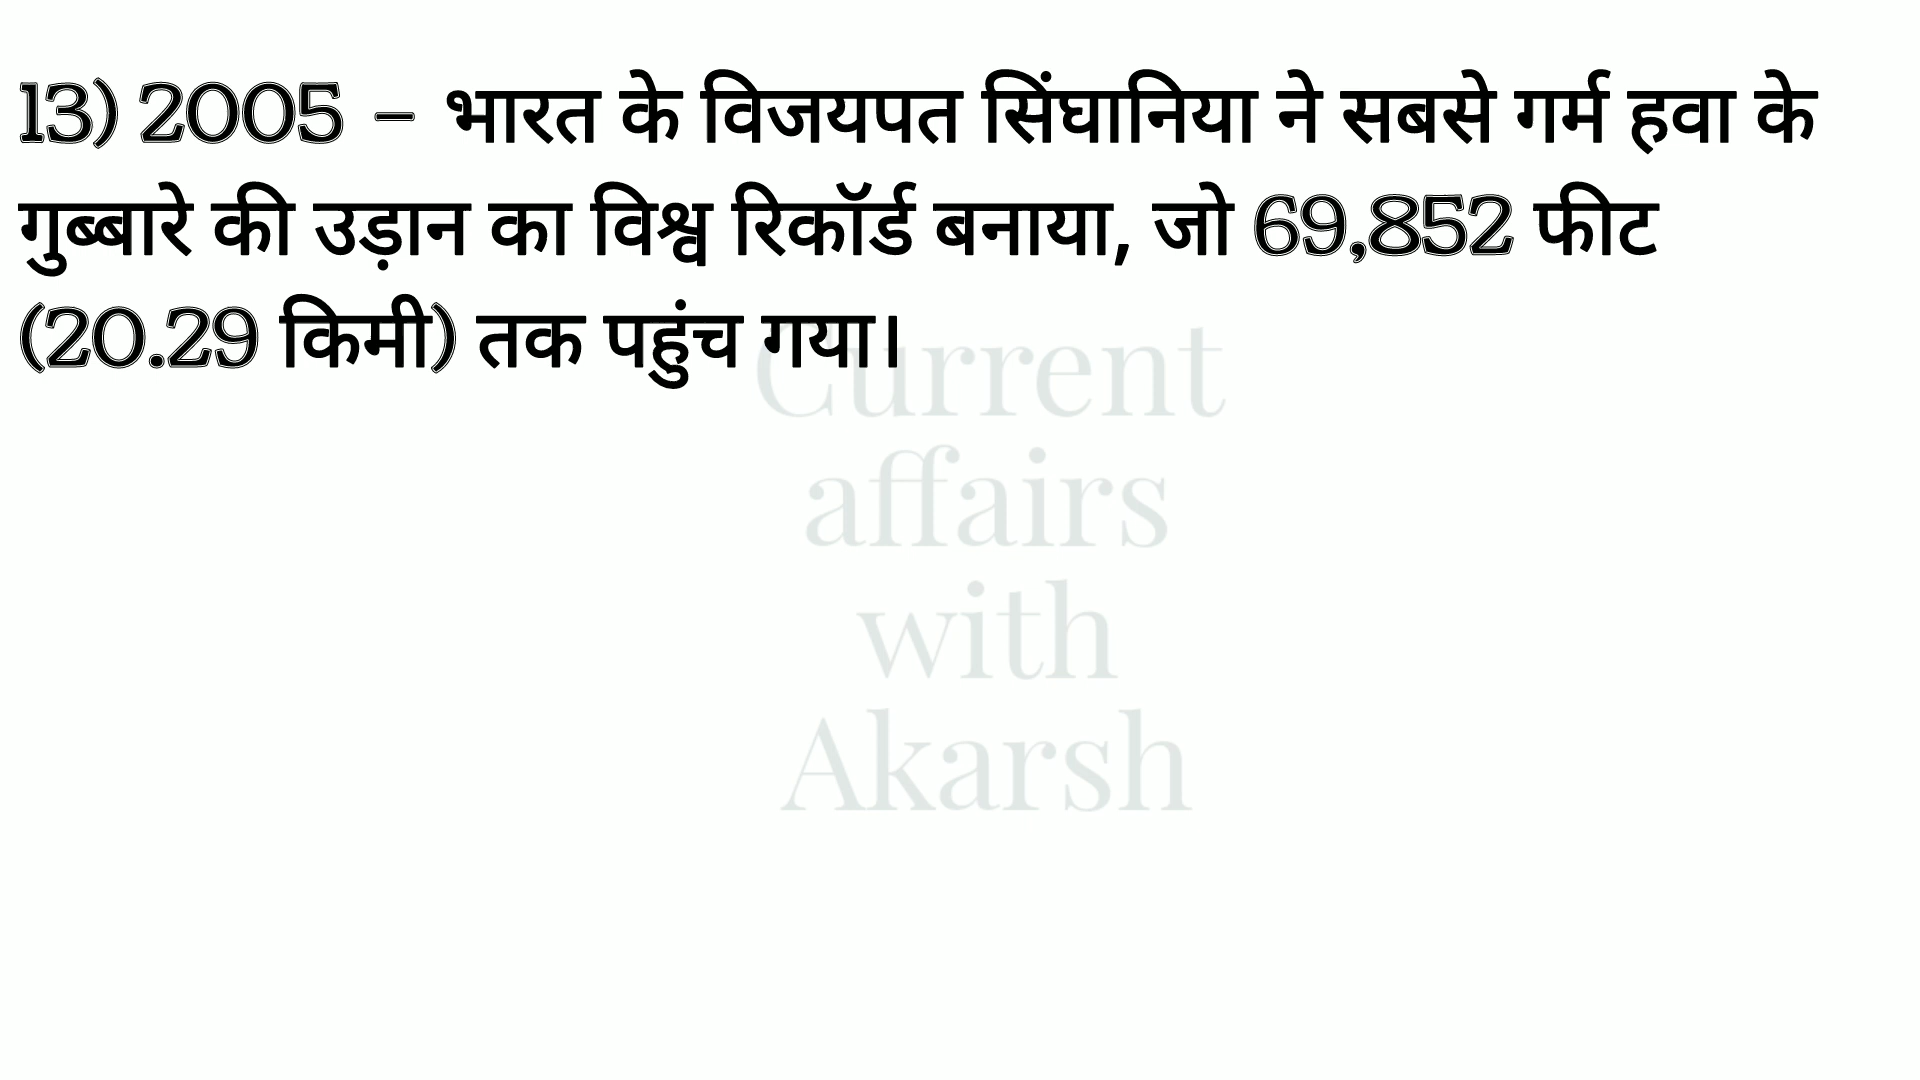 13) 2005 – भारत के विजयपत सिंघानिया ने सबसे गर्म हवा के
गुब्बारे की उड़ान का विश्व रिकॉर्ड बनाया, जो 69,852 फीट
(20.29 किमी) तक पहुंच गया।
Current
affairs
with
Akarsh